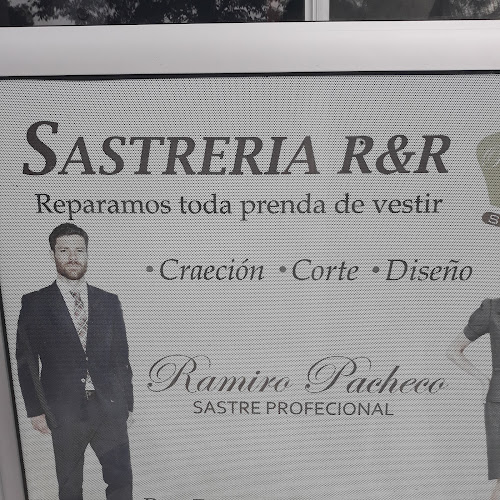 SASTRERIA R&R
Reparamos toda prenda de vestir
• Craeción • Corte • Diseño
Ramiro Pacheco
SASTRE PROFECIONAL